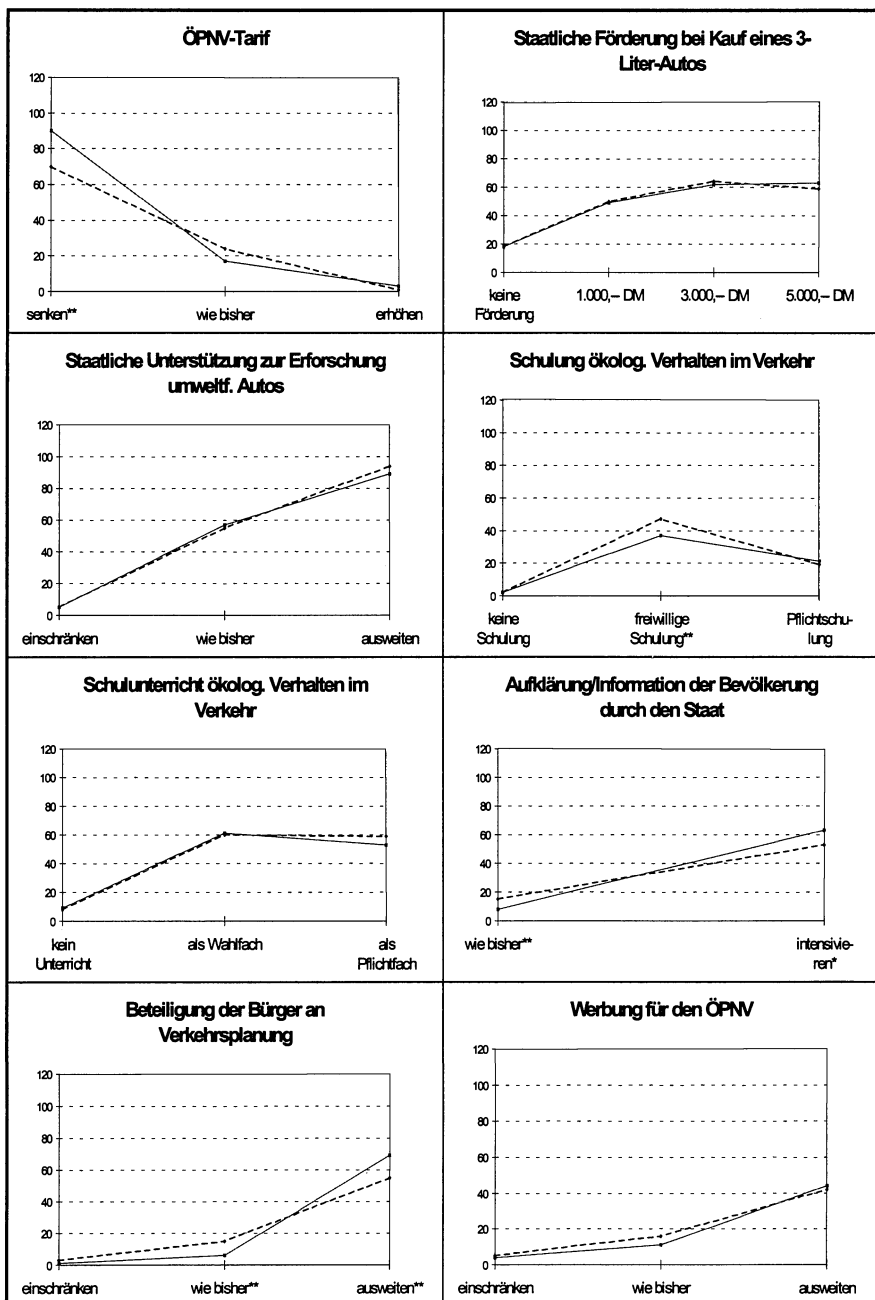 ÖPNV-Tarif
120
100
80
60
40
20
0
senken**
wie bisher
erhöhen
Staatliche Förderung bei Kauf eines 3-
Liter-Autos
120
100
80
60
40
20
0
keine
Förderung
1.000,– DM
3.000,– DM
5.000,– DM
Staatliche Unterstützung zur Erforschung
umweltf. Autos
120
100
80
60
40
20
0
einschränken
wie bisher
ausweiten
Schulung ökolog. Verhalten im Verkehr
120
100
80
60
40
20
0
keine
Schulung
freiwillige
Schulung**
Pflichtschu-
lung
Schulunterricht ökolog. Verhalten im
Verkehr
120
100
80
60
40
20
0
kein
Unterricht
als Wahlfach
als
Pflichtfach
Aufklärung/Information der Bevölkerung
durch den Staat
120
100
80
60
40
20
0
wie bisher**
intensivie-
ren*
Beteiligung der Bürger an
Verkehrsplanung
120
100
80
60
40
20
0
einschränken
wie bisher**
ausweiten**
Werbung für den ÖPNV
120
100
80
60
40
20
0
einschränken
wie bisher
ausweiten